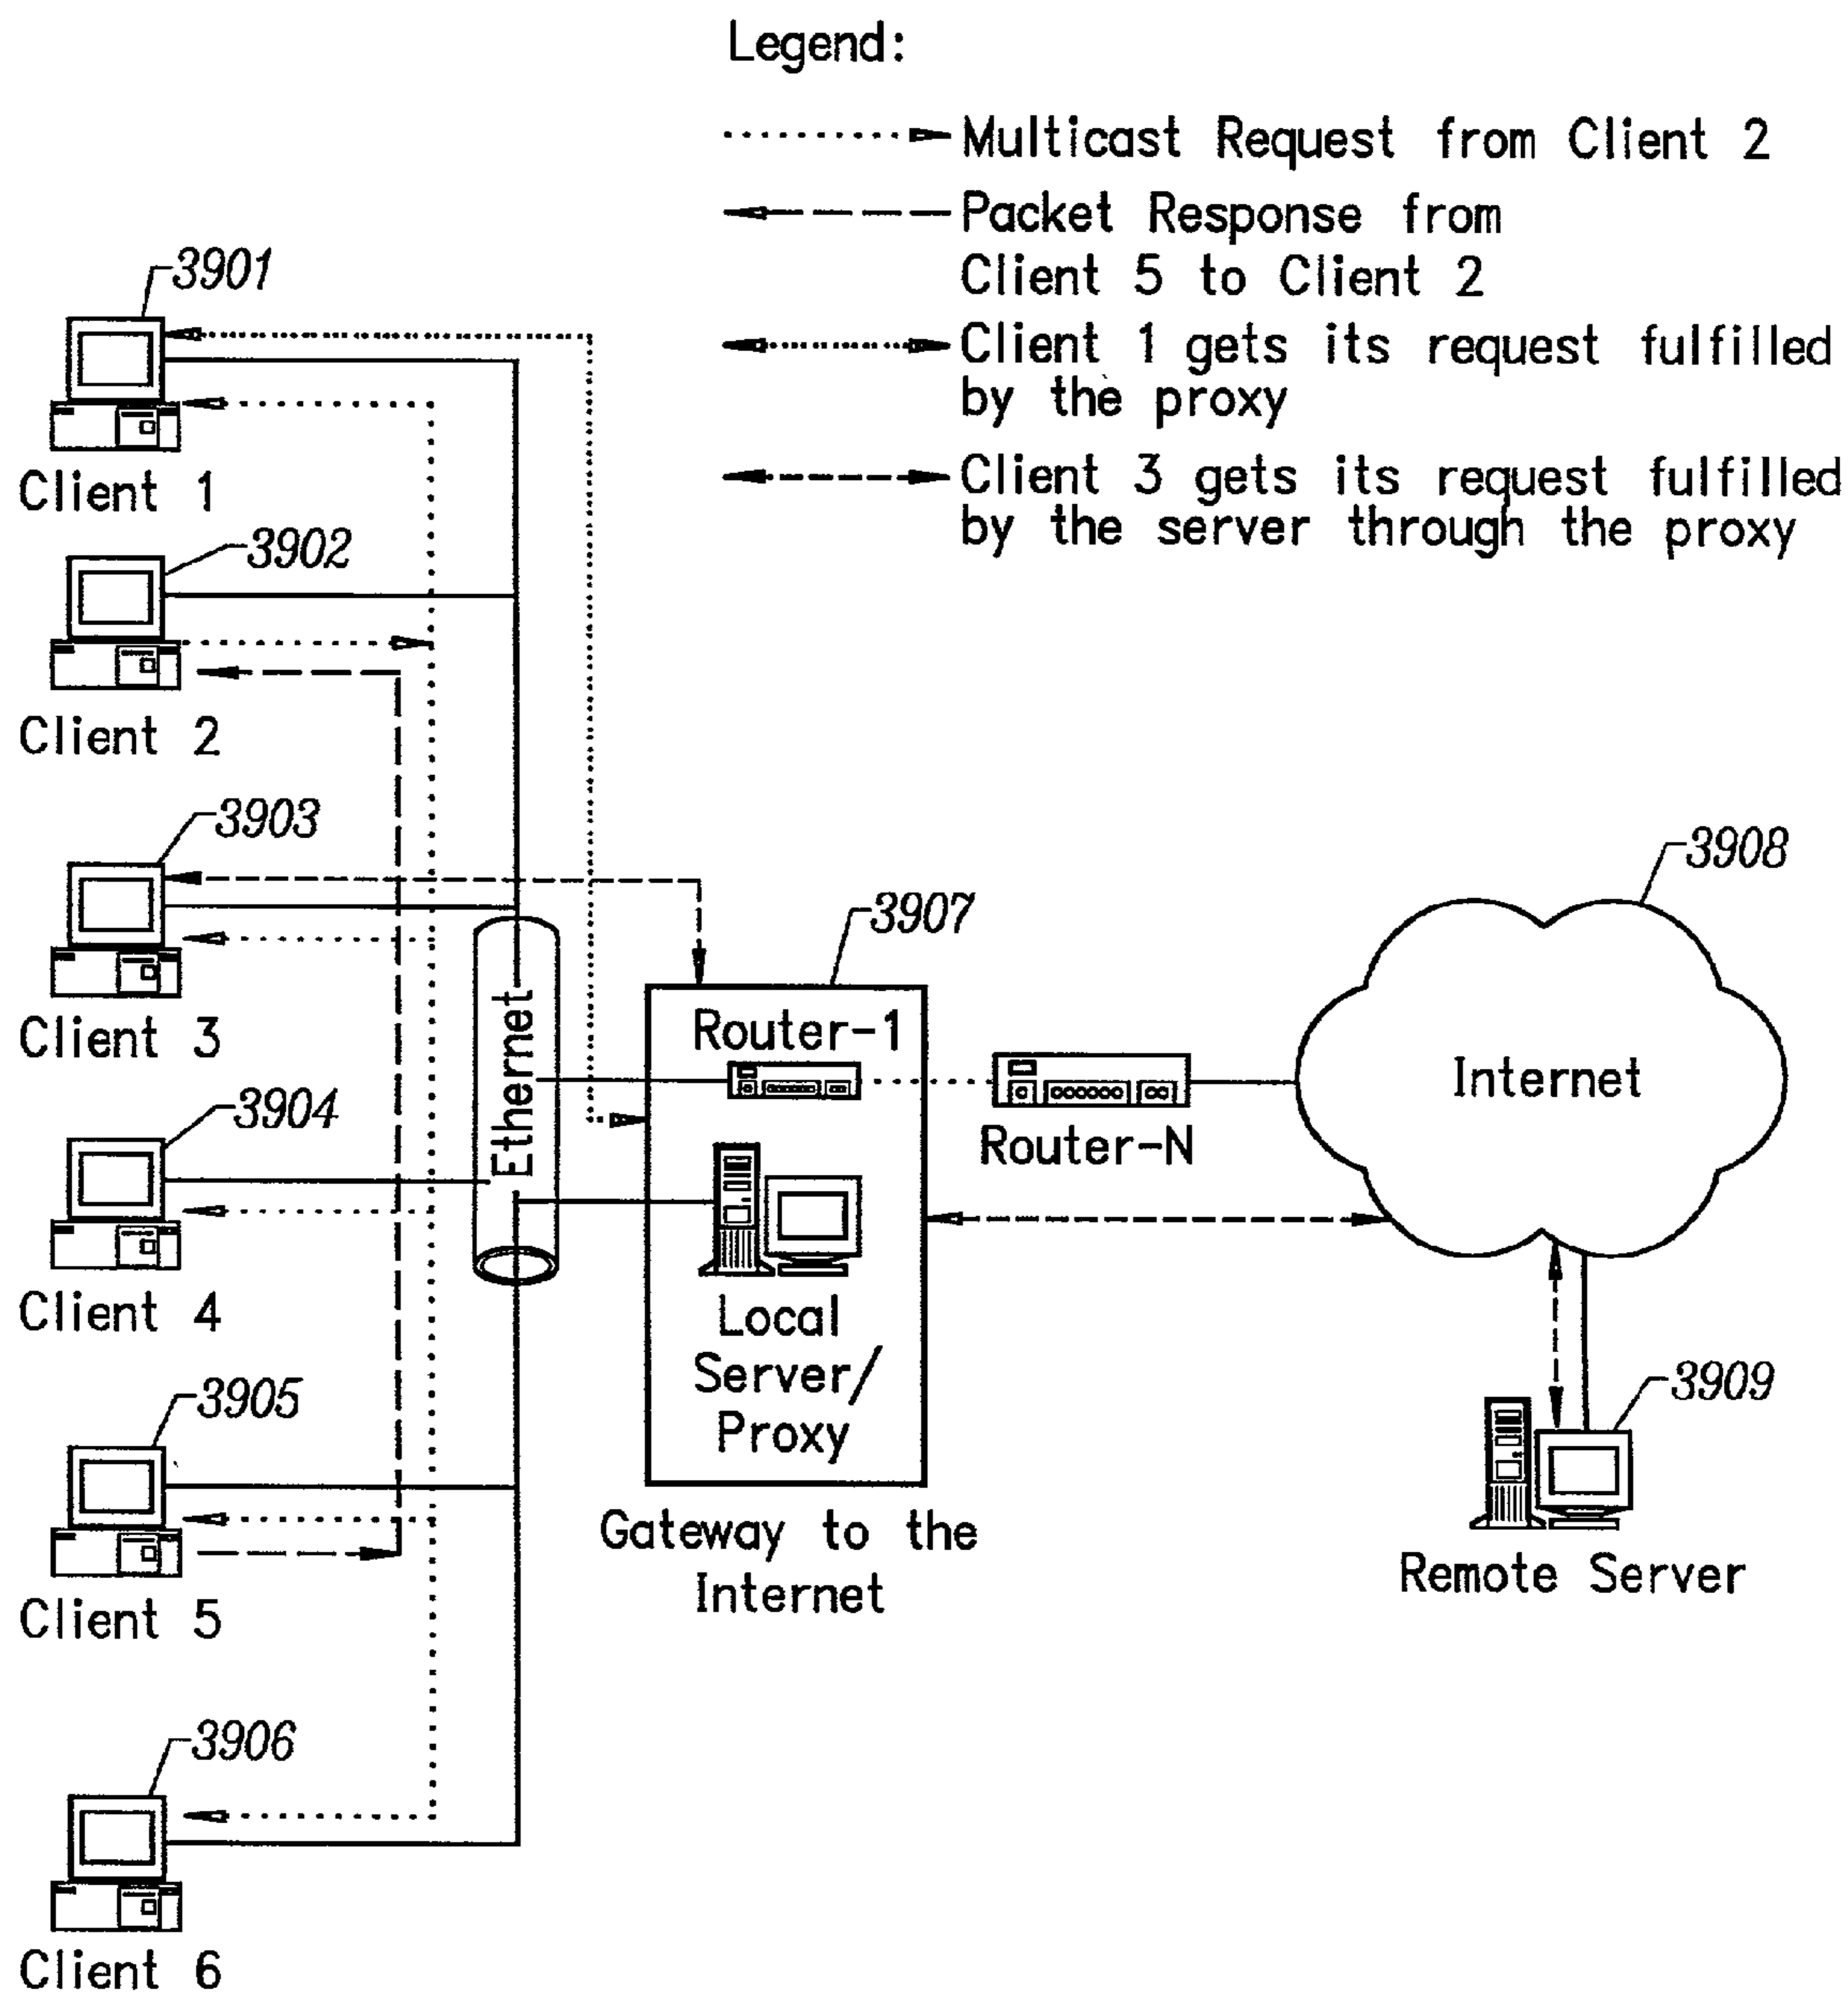 Legend:
Multicast Request from Client 2
Packet Response from
Client 5 to Client 2
Client 1 gets its request fulfilled
by the proxy
Client 3 gets its request fulfilled
by the server through the proxy
3901
Client 1
3902
Client 2
3903
Client 3
3904
Client 4
3905
Client 5
3906
Client 6
Ethernet
3907
Router-1
Local
Server/
Proxy
Gateway to the
Internet
Router-N
3908
Internet
3909
Remote Server